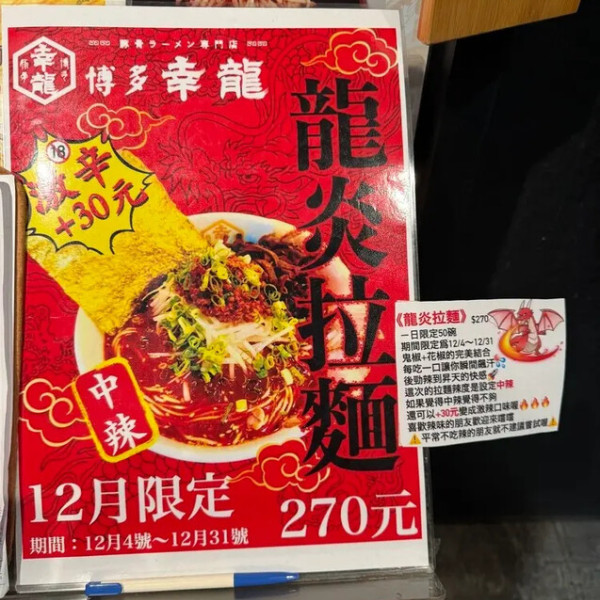 豚骨ラーメン専門店
博多幸龍
幸龍
龍炎拉麵
18
激辛
+30元
中辣
12月限定
270元
期間：12月4號～12月31號
《龍炎拉麵》 $270
一日限定50碗
期間限定為12/4～12/31
鬼椒+花椒的完美結合
每吃一口讓你瞬間飆汗💦
後勁辣到昇天的快感🚀
這次的拉麵辣度是設定中辣
如果覺得中辣覺得不夠
還可以+30元變成激辣口味喔🔥🔥🔥
喜歡辣味的朋友歡迎來嚐嚐
⚠️平常不吃辣的朋友就不建議嘗試喔⚠️